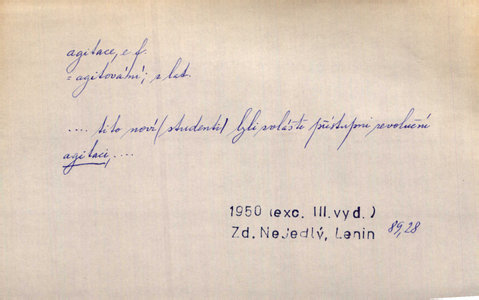 agitace, e f.
= agitování; z lat.
.... tito noví (studenti) byli zvláště přístupni revoluční
agitaci, ....
1950 (exc. III. vyd.)
Zd. Nejedlý, Lenin 89,28